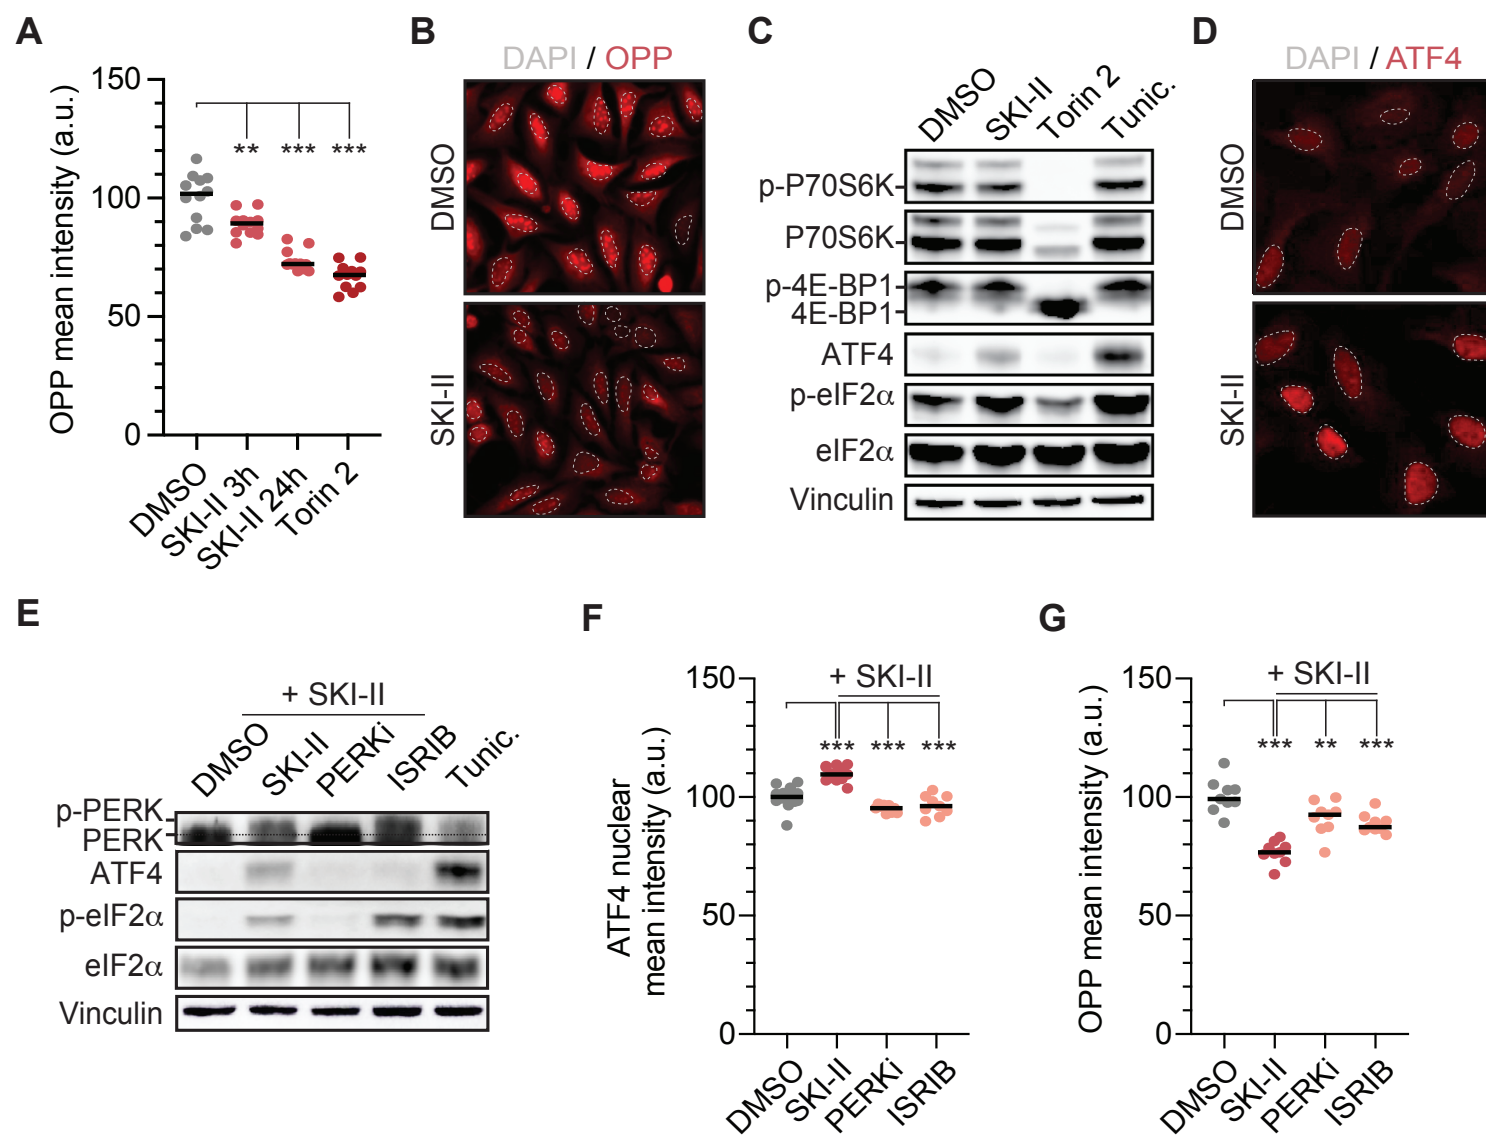 A
OPP mean intensity (a.u.)
150
100
50
0
** *** ***
DMSO
SKI-II 3h
SKI-II 24h
Torin 2
B
DAPI / OPP
DMSO
SKI-II
C
DMSO
SKI-II
Torin 2
Tunic.
p-P70S6K
P70S6K
p-4E-BP1
4E-BP1
ATF4
p-eIF2α
eIF2α
Vinculin
D
DAPI / ATF4
DMSO
SKI-II
E
+ SKI-II
DMSO
SKI-II
PERKi
ISRIB
Tunic.
p-PERK
PERK
ATF4
p-eIF2α
eIF2α
Vinculin
F
ATF4 nuclear
mean intensity (a.u.)
150
100
50
0
+ SKI-II
*** *** ***
DMSO
SKI-II
PERKi
ISRIB
G
OPP mean intensity (a.u.)
150
100
50
0
+ SKI-II
*** ** ***
DMSO
SKI-II
PERKi
ISRIB